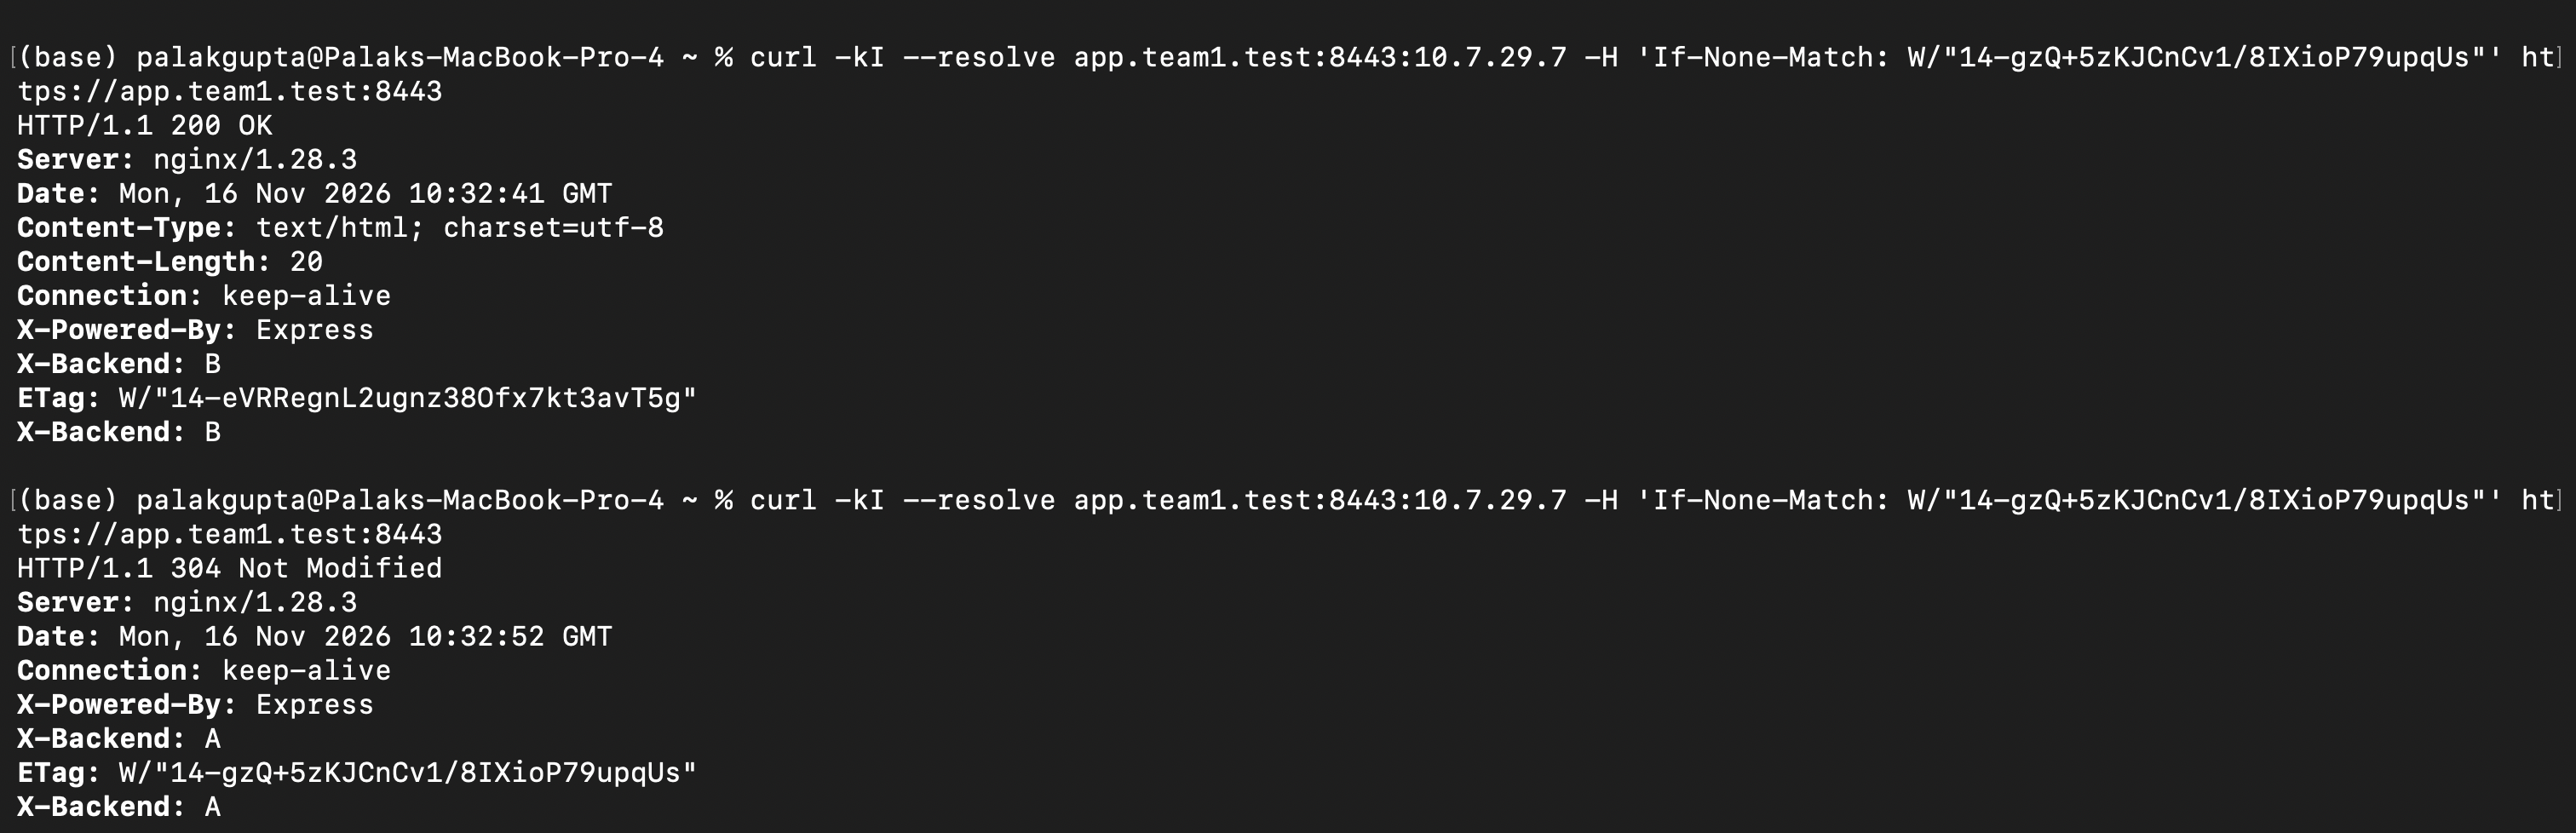 (base) palakgupta@Palaks-MacBook-Pro-4 ~ % curl -kI --resolve app.team1.test:8443:10.7.29.7 -H 'If-None-Match: W/"14-gzQ+5zKJCnCv1/8IXioP79upqUs"' ht
tps://app.team1.test:8443
HTTP/1.1 200 OK
Server: nginx/1.28.3
Date: Mon, 16 Nov 2026 10:32:41 GMT
Content-Type: text/html; charset=utf-8
Content-Length: 20
Connection: keep-alive
X-Powered-By: Express
X-Backend: B
ETag: W/"14-eVRRegnL2ugnz38Ofx7kt3avT5g"
X-Backend: B
(base) palakgupta@Palaks-MacBook-Pro-4 ~ % curl -kI --resolve app.team1.test:8443:10.7.29.7 -H 'If-None-Match: W/"14-gzQ+5zKJCnCv1/8IXioP79upqUs"' ht
tps://app.team1.test:8443
HTTP/1.1 304 Not Modified
Server: nginx/1.28.3
Date: Mon, 16 Nov 2026 10:32:52 GMT
Connection: keep-alive
X-Powered-By: Express
X-Backend: A
ETag: W/"14-gzQ+5zKJCnCv1/8IXioP79upqUs"
X-Backend: A